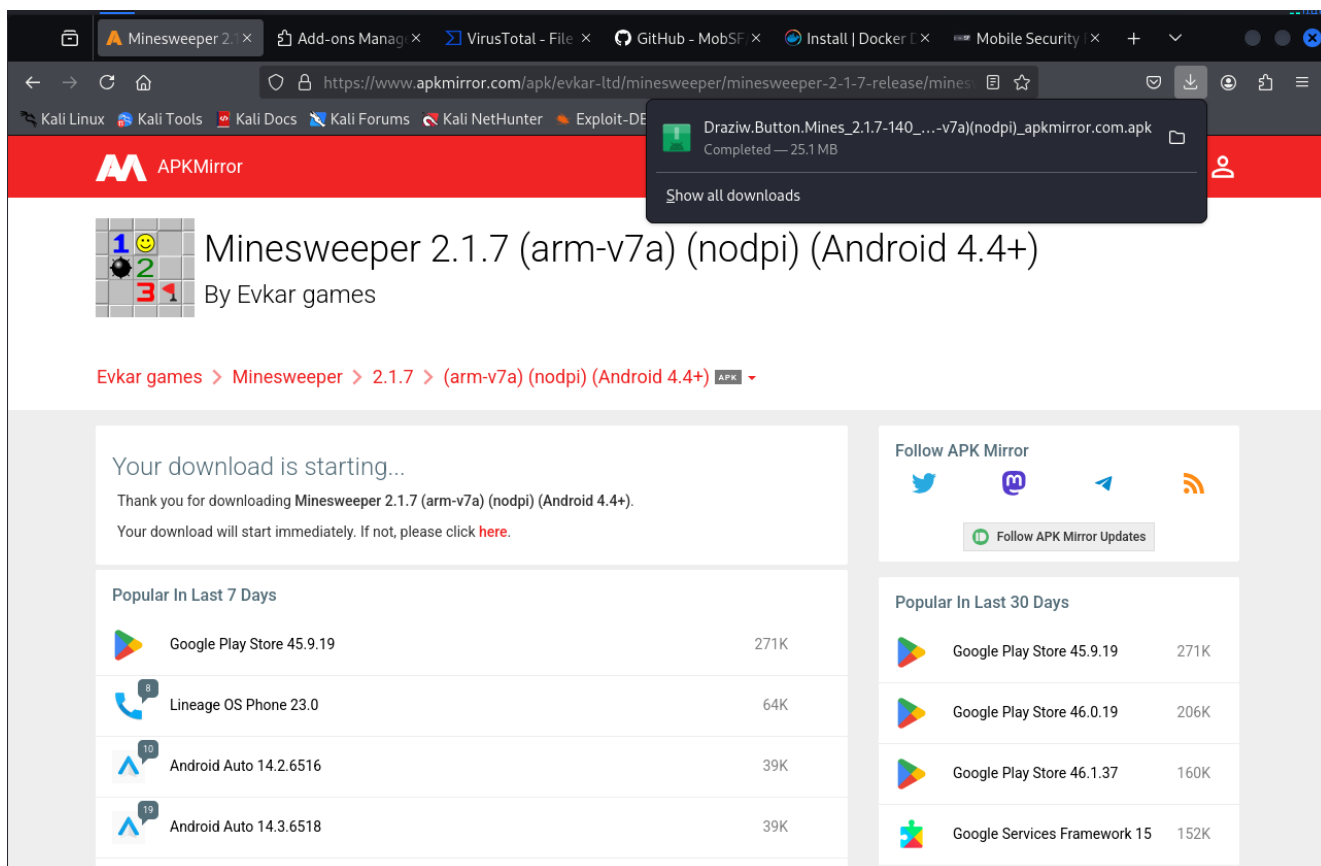 Minesweeper 2.1
Add-ons Manag
VirusTotal - File
GitHub - MobSF/
Install | Docker D
Mobile Security
https://www.apkmirror.com/apk/evkar-ltd/minesweeper/minesweeper-2-1-7-release/mines
Kali Linux
Kali Tools
Kali Docs
Kali Forums
Kali NetHunter
Exploit-DB
Draziw.Button.Mines_2.1.7-140_...-v7a)(nodpi)_apkmirror.com.apk
Completed — 25.1 MB
Show all downloads
APKMirror
1
2
3
Minesweeper 2.1.7 (arm-v7a) (nodpi) (Android 4.4+)
By Evkar games
Evkar games > Minesweeper > 2.1.7 > (arm-v7a) (nodpi) (Android 4.4+) APK
Your download is starting...
Thank you for downloading Minesweeper 2.1.7 (arm-v7a) (nodpi) (Android 4.4+).
Your download will start immediately. If not, please click here.
Follow APK Mirror
Follow APK Mirror Updates
Popular In Last 7 Days
Google Play Store 45.9.19 271K
8
Lineage OS Phone 23.0 64K
10
Android Auto 14.2.6516 39K
19
Android Auto 14.3.6518 39K
Popular In Last 30 Days
Google Play Store 45.9.19 271K
Google Play Store 46.0.19 206K
Google Play Store 46.1.37 160K
Google Services Framework 15 152K